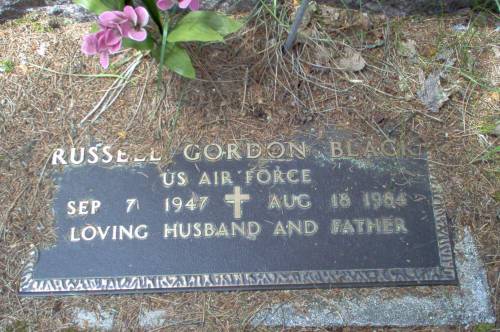 RUSSELL GORDON BLACK
US AIR FORCE
SEP 7 1947 AUG 18 1984
LOVING HUSBAND AND FATHER